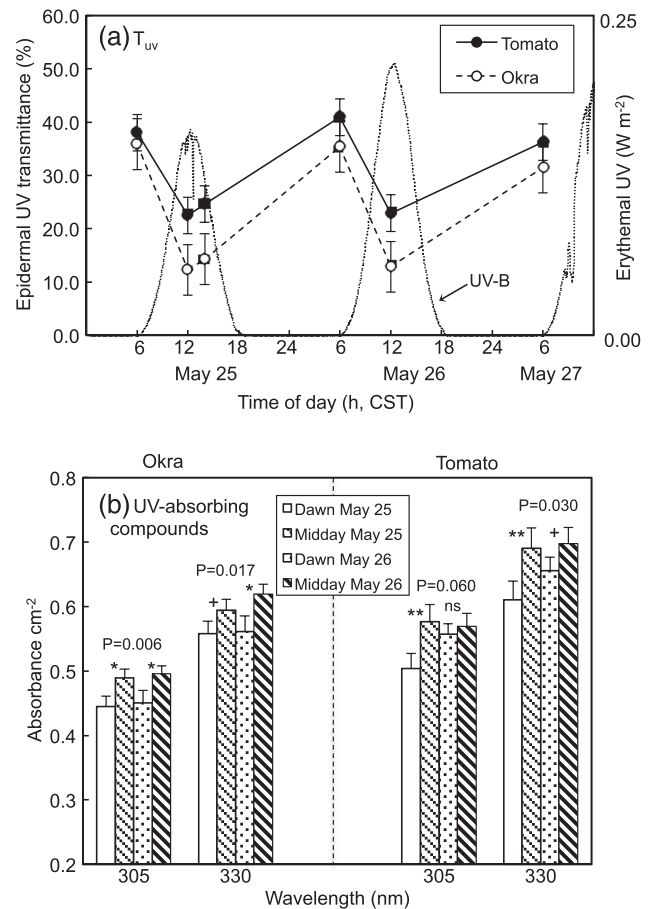 (a) Tuv
Tomato
Okra
60.0
50.0
40.0
30.0
20.0
10.0
0.0
Epidermal UV transmittance (%)
0.25
0.00
Erythemal UV (W m-2)
UV-B
6 12 18 24 6 12 18 24 6
May 25 May 26 May 27
Time of day (h, CST)
Okra Tomato
(b) UV-absorbing
compounds
Dawn May 25
Midday May 25
Dawn May 26
Midday May 26
0.8
0.7
0.6
0.5
0.4
0.3
0.2
Absorbance cm-2
P=0.006
* *
P=0.017
+ *
P=0.060
** ns
P=0.030
** +
305 330 305 330
Wavelength (nm)